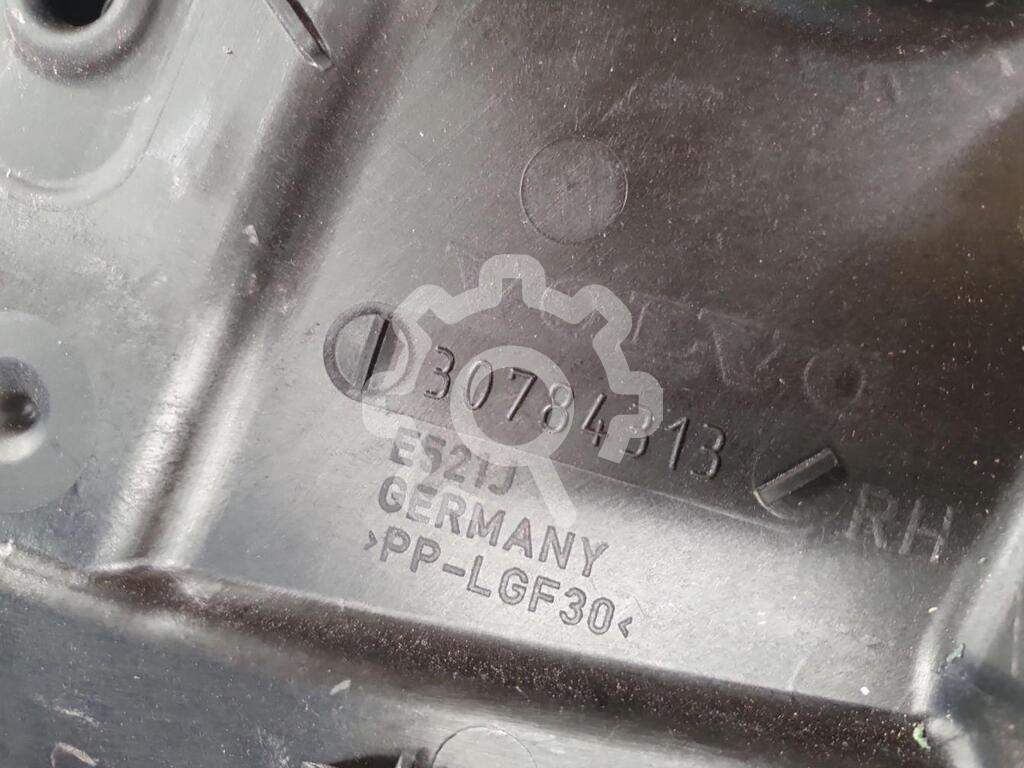 30784313
E521J
GERMANY
>PP-LGF30<
RH